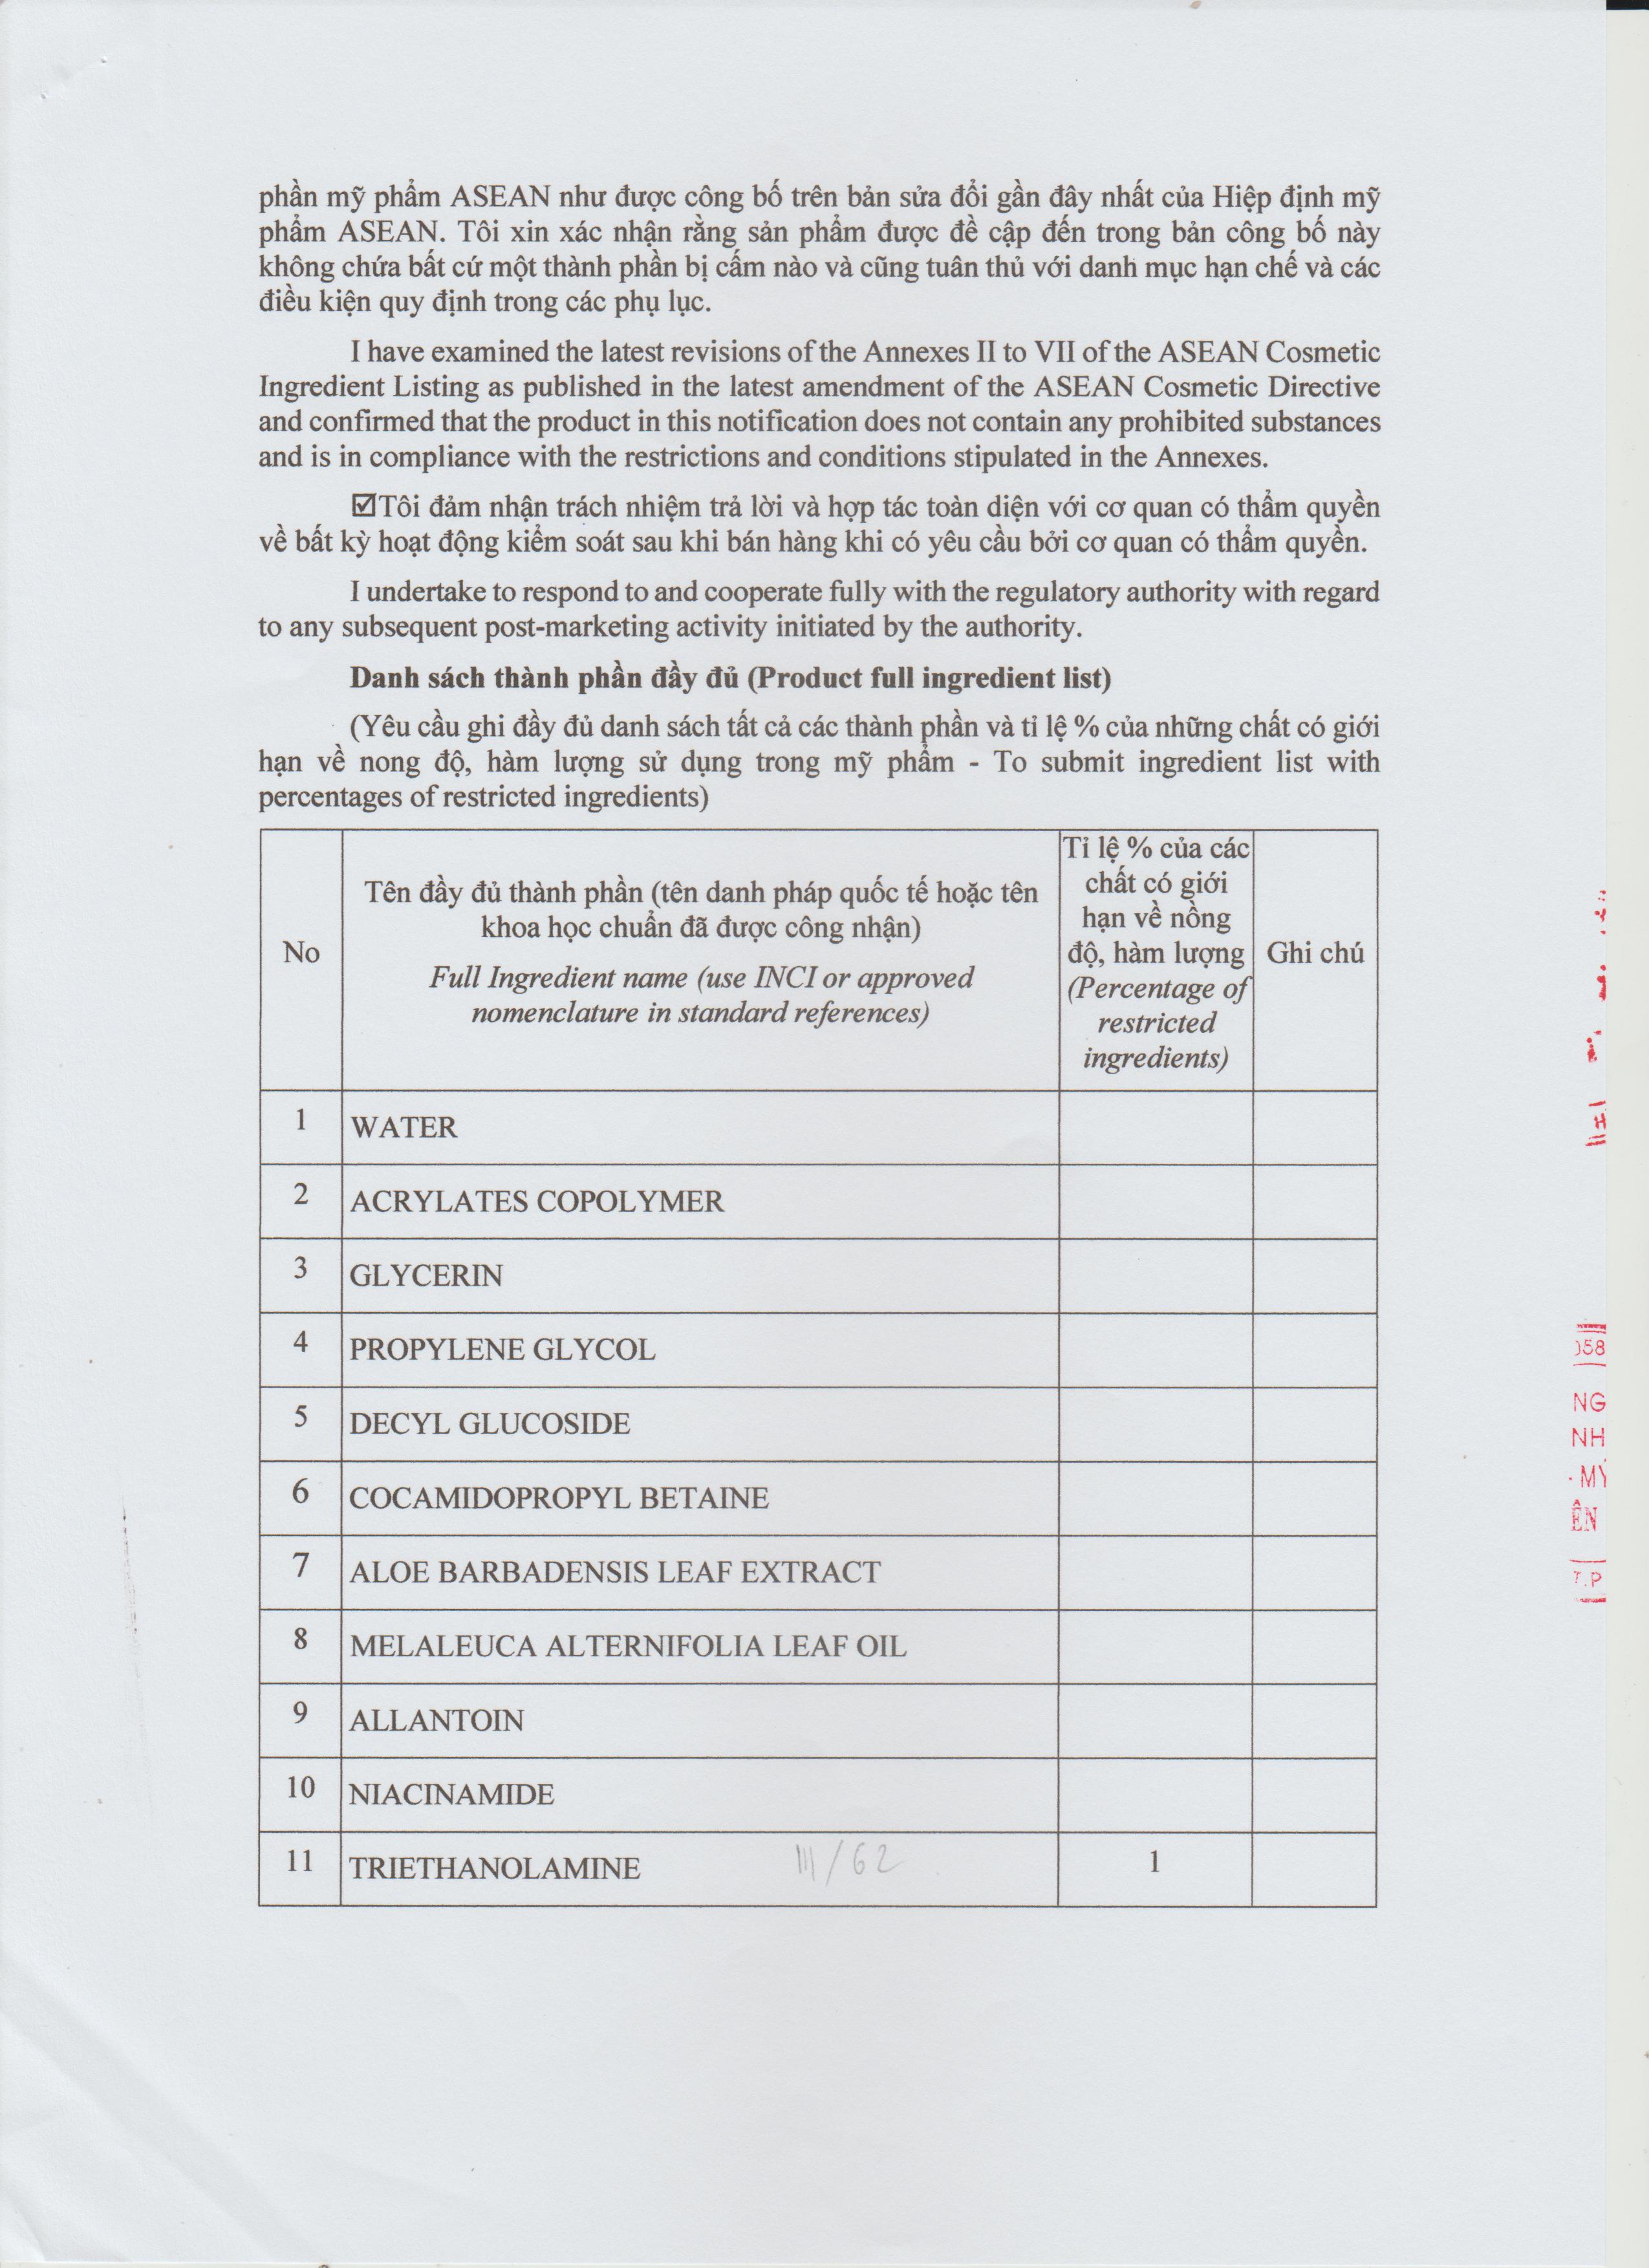 phần mỹ phẩm ASEAN như được công bố trên bản sửa đổi gần đây nhất của Hiệp định mỹ
phẩm ASEAN. Tôi xin xác nhận rằng sản phẩm được đề cập đến trong bản công bố này
không chứa bất cứ một thành phần bị cấm nào và cũng tuân thủ với danh mục hạn chế và các
điều kiện quy định trong các phụ lục.
I have examined the latest revisions of the Annexes II to VII of the ASEAN Cosmetic
Ingredient Listing as published in the latest amendment of the ASEAN Cosmetic Directive
and confirmed that the product in this notification does not contain any prohibited substances
and is in compliance with the restrictions and conditions stipulated in the Annexes.
☑Tôi đảm nhận trách nhiệm trả lời và hợp tác toàn diện với cơ quan có thẩm quyền
về bất kỳ hoạt động kiểm soát sau khi bán hàng khi có yêu cầu bởi cơ quan có thẩm quyền.
I undertake to respond to and cooperate fully with the regulatory authority with regard
to any subsequent post-marketing activity initiated by the authority.
Danh sách thành phần đầy đủ (Product full ingredient list)
(Yêu cầu ghi đầy đủ danh sách tất cả các thành phần và tỉ lệ % của những chất có giới
hạn về nong độ, hàm lượng sử dụng trong mỹ phẩm - To submit ingredient list with
percentages of restricted ingredients)
No
Tên đầy đủ thành phần (tên danh pháp quốc tế hoặc tên
khoa học chuẩn đã được công nhận)
Full Ingredient name (use INCI or approved
nomenclature in standard references)
Tỉ lệ % của các
chất có giới
hạn về nồng
độ, hàm lượng
(Percentage of
restricted
ingredients)
Ghi chú
1 WATER
2 ACRYLATES COPOLYMER
3 GLYCERIN
4 PROPYLENE GLYCOL
5 DECYL GLUCOSIDE
6 COCAMIDOPROPYL BETAINE
7 ALOE BARBADENSIS LEAF EXTRACT
8 MELALEUCA ALTERNIFOLIA LEAF OIL
9 ALLANTOIN
10 NIACINAMIDE
11 TRIETHANOLAMINE III/62 1
058
NG
NH
ÊN
T.P